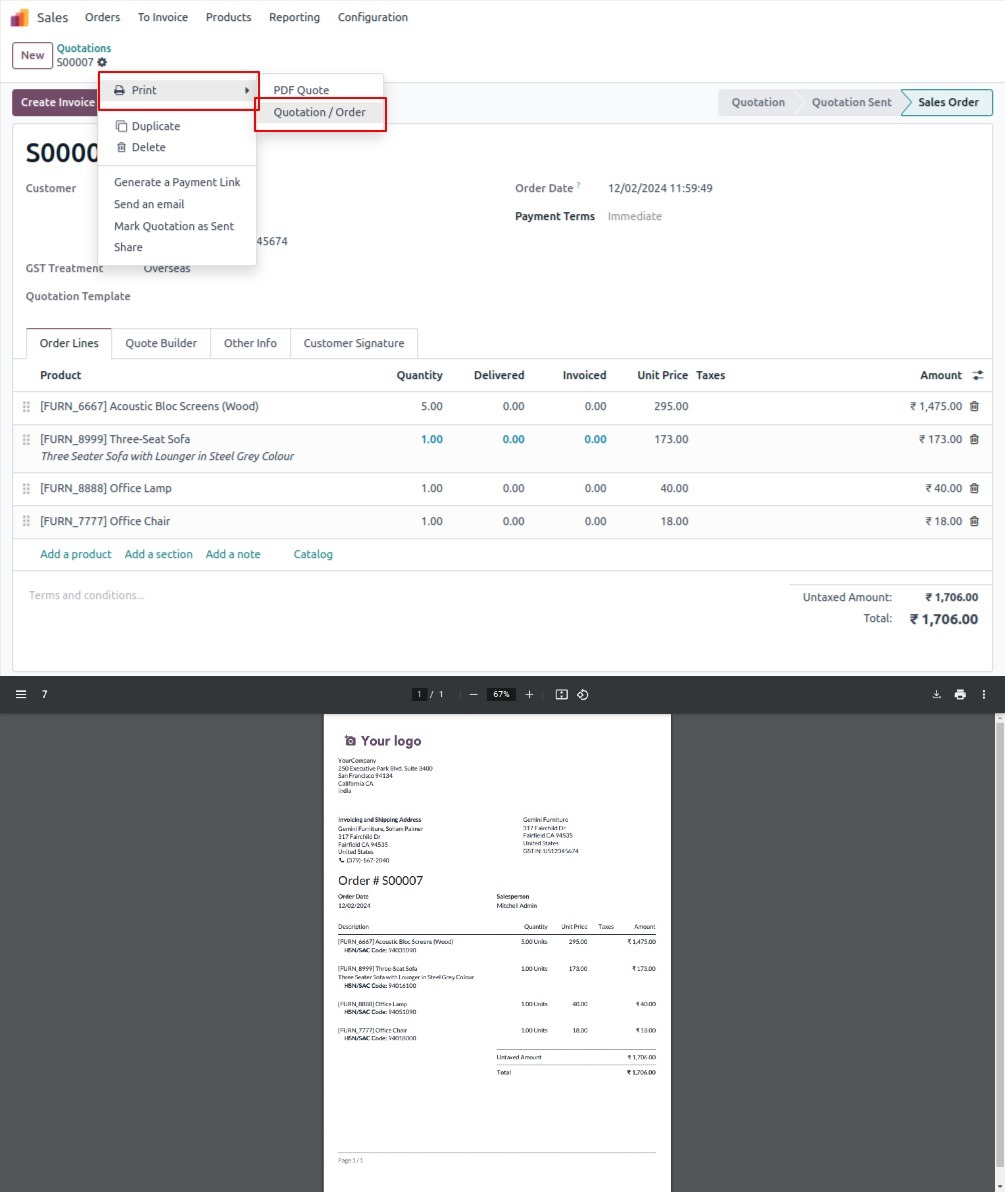 Sales Orders To Invoice Products Reporting Configuration
New Quotations
S00007
Print PDF Quote
Create Invoice Quotation / Order Quotation Quotation Sent Sales Order
Duplicate
S0000
Delete
Generate a Payment Link
Customer Order Date ? 12/02/2024 11:59:49
Send an email
Payment Terms Immediate
Mark Quotation as Sent
45674
Share
GST Treatment Overseas
Quotation Template
Order Lines Quote Builder Other Info Customer Signature
Product Quantity Delivered Invoiced Unit Price Taxes Amount
[FURN_6667] Acoustic Bloc Screens (Wood) 5.00 0.00 0.00 295.00 ₹ 1,475.00
[FURN_8999] Three-Seat Sofa 1.00 0.00 0.00 173.00 ₹ 173.00
Three Seater Sofa with Lounger in Steel Grey Colour
[FURN_8888] Office Lamp 1.00 0.00 0.00 40.00 ₹ 40.00
[FURN_7777] Office Chair 1.00 0.00 0.00 18.00 ₹ 18.00
Add a product Add a section Add a note Catalog
Terms and conditions... Untaxed Amount: ₹ 1,706.00
Total: ₹ 1,706.00
7 1 / 1 67%
Your logo
YourCompany
250 Executive Park Blvd, Suite 3400
San Francisco 94134
California CA
India
Invoicing and Shipping Address Gemini Furniture
Gemini Furniture, Soham Palmer 317 Fairchild Dr
317 Fairchild Dr Fairfield CA 94535
Fairfield CA 94535 United States
United States GSTIN: US12345674
(379)-167-2040
Order # S00007
Order Date Salesperson
12/02/2024 Mitchell Admin
Description Quantity Unit Price Taxes Amount
[FURN_6667] Acoustic Bloc Screens (Wood) 5.00 Units 295.00 ₹ 1,475.00
HSN/SAC Code: 94031090
[FURN_8999] Three-Seat Sofa 1.00 Units 173.00 ₹ 173.00
Three Seater Sofa with Lounger in Steel Grey Colour
HSN/SAC Code: 94016100
[FURN_8888] Office Lamp 1.00 Units 40.00 ₹ 40.00
HSN/SAC Code: 94051090
[FURN_7777] Office Chair 1.00 Units 18.00 ₹ 18.00
HSN/SAC Code: 94018000
Untaxed Amount ₹ 1,706.00
Total ₹ 1,706.00
Page 1 / 1